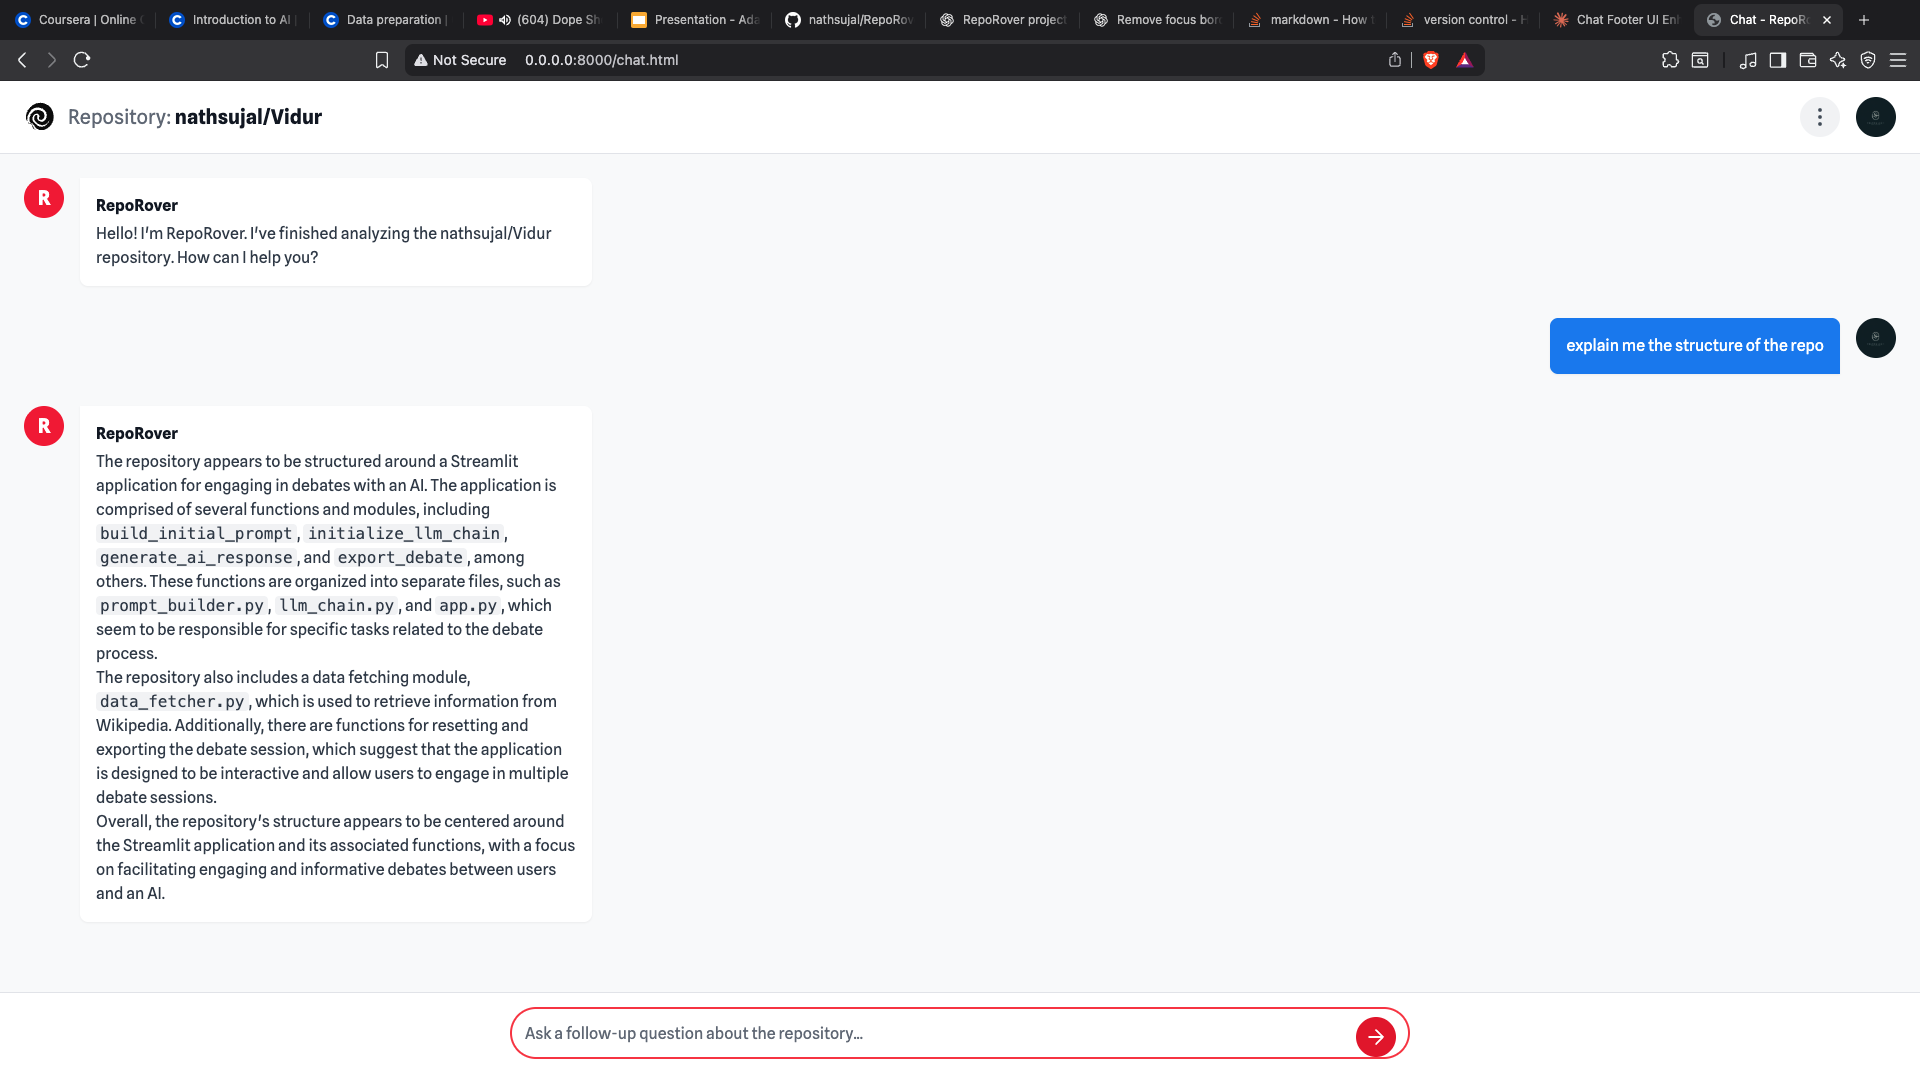 Coursera | Online
Introduction to AI
Data preparation
(604) Dope Sh
Presentation - Ada
nathsujal/RepoRov
RepoRover project
Remove focus bor
markdown - How
version control - H
Chat Footer UI En
Chat - RepoR
Not Secure 0.0.0.0:8000/chat.html
Repository: nathsujal/Vidur
R
RepoRover
Hello! I'm RepoRover. I've finished analyzing the nathsujal/Vidur
repository. How can I help you?
explain me the structure of the repo
R
RepoRover
The repository appears to be structured around a Streamlit
application for engaging in debates with an AI. The application is
comprised of several functions and modules, including
build_initial_prompt, initialize_llm_chain,
generate_ai_response, and export_debate, among
others. These functions are organized into separate files, such as
prompt_builder.py, llm_chain.py, and app.py, which
seem to be responsible for specific tasks related to the debate
process.
The repository also includes a data fetching module,
data_fetcher.py, which is used to retrieve information from
Wikipedia. Additionally, there are functions for resetting and
exporting the debate session, which suggest that the application
is designed to be interactive and allow users to engage in multiple
debate sessions.
Overall, the repository's structure appears to be centered around
the Streamlit application and its associated functions, with a focus
on facilitating engaging and informative debates between users
and an AI.
Ask a follow-up question about the repository...